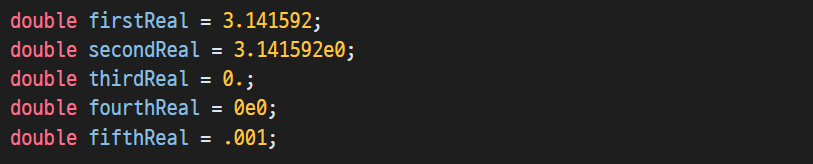 double firstReal = 3.141592;
double secondReal = 3.141592e0;
double thirdReal = 0.;
double fourthReal = 0e0;
double fifthReal = .001;